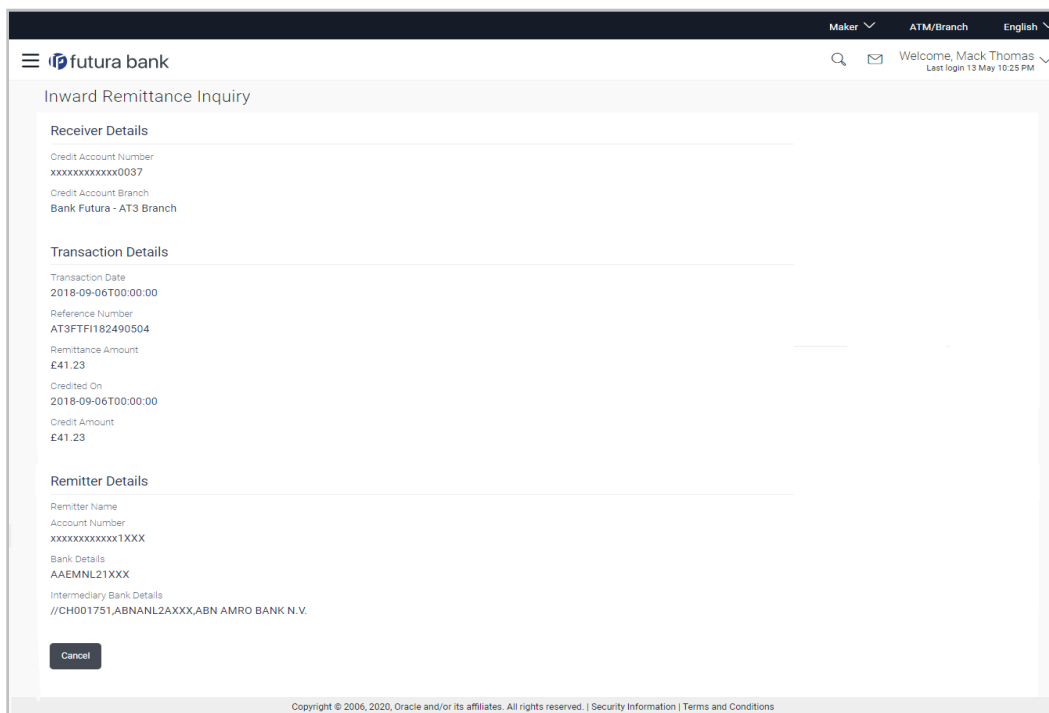 Maker ATM/Branch English
futura bank
Welcome, Mack Thomas
Last login 13 May 10:25 PM
Inward Remittance Inquiry
Receiver Details
Credit Account Number
xxxxxxxxxxxx0037
Credit Account Branch
Bank Futura - AT3 Branch
Transaction Details
Transaction Date
2018-09-06T00:00:00
Reference Number
AT3FTFI182490504
Remittance Amount
£41.23
Credited On
2018-09-06T00:00:00
Credit Amount
£41.23
Remitter Details
Remitter Name
Account Number
xxxxxxxxxxxx1XXX
Bank Details
AAEMNL21XXX
Intermediary Bank Details
//CH001751,ABNANL2AXXX,ABN AMRO BANK N.V.
Cancel
Copyright © 2006, 2020, Oracle and/or its affiliates. All rights reserved. | Security Information | Terms and Conditions